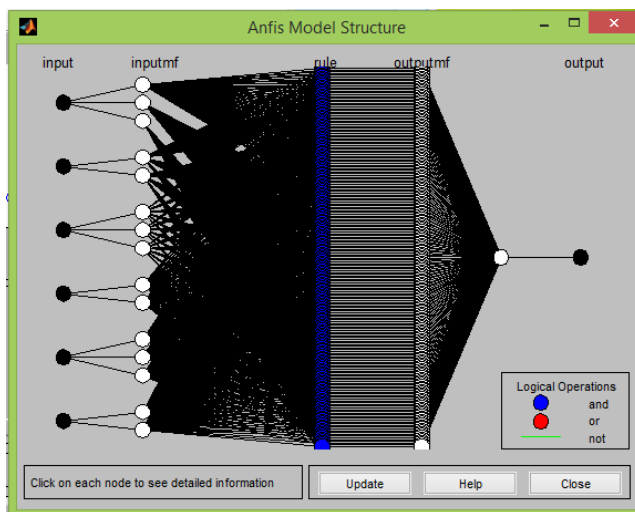 Anfis Model Structure
input inputmf rule outputmf output
Logical Operations
and
or
not
Click on each node to see detailed information
Update Help Close